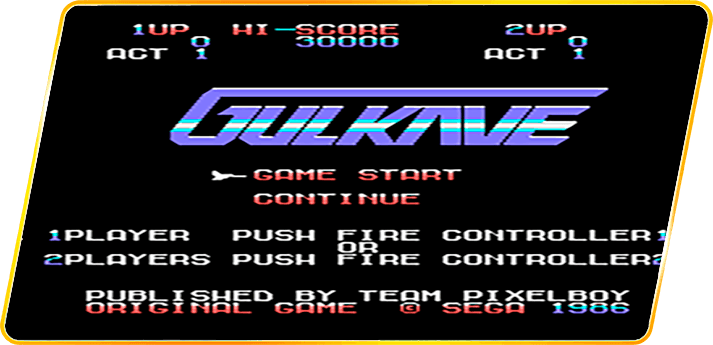 1UP HI-SCORE 2UP
0 30000 0
ACT 1 ACT 1
GULKAVE
GAME START
CONTINUE
1PLAYER PUSH FIRE CONTROLLER1
OR
2PLAYERS PUSH FIRE CONTROLLER2
PUBLISHED BY TEAM PIXELBOY
ORIGINAL GAME © SEGA 1986